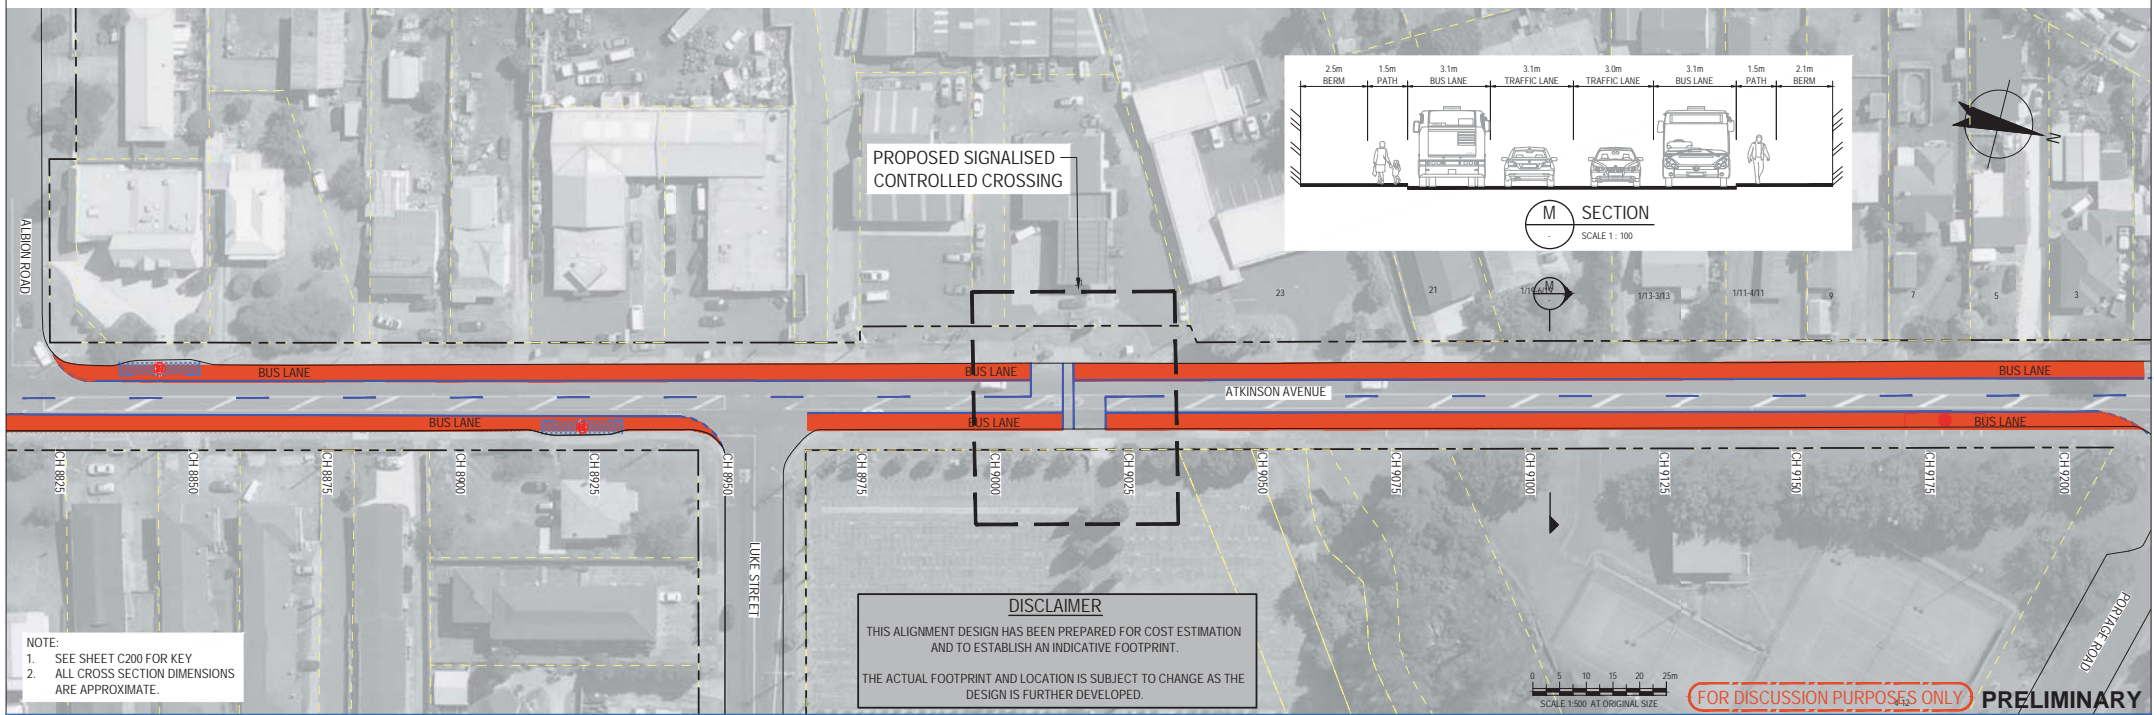 2.5m 1.5m 3.1m 3.1m 3.0m 3.1m 1.5m 2.1m
BERM PATH BUS LANE TRAFFIC LANE TRAFFIC LANE BUS LANE PATH BERM
M SECTION
- SCALE 1 : 100
N
PROPOSED SIGNALISED
CONTROLLED CROSSING
ALBION ROAD
23
21
M
-
1/13-3/13
1/11-4/11
9
7
5
3
BUS LANE
BUS LANE
BUS LANE
ATKINSON AVENUE
BUS LANE
BUS LANE
BUS LANE
CH 8825
CH 8850
CH 8875
CH 8900
CH 8925
CH 8950
CH 8975
CH 9000
CH 9025
CH 9050
CH 9075
CH 9100
CH 9125
CH 9150
CH 9175
CH 9200
LUKE STREET
PORTAGE ROAD
NOTE:
1. SEE SHEET C200 FOR KEY
2. ALL CROSS SECTION DIMENSIONS
ARE APPROXIMATE.
DISCLAIMER
THIS ALIGNMENT DESIGN HAS BEEN PREPARED FOR COST ESTIMATION
AND TO ESTABLISH AN INDICATIVE FOOTPRINT.
THE ACTUAL FOOTPRINT AND LOCATION IS SUBJECT TO CHANGE AS THE
DESIGN IS FURTHER DEVELOPED.
0 5 10 15 20 25m
SCALE 1:500 AT ORIGINAL SIZE
FOR DISCUSSION PURPOSES ONLY
PRELIMINARY